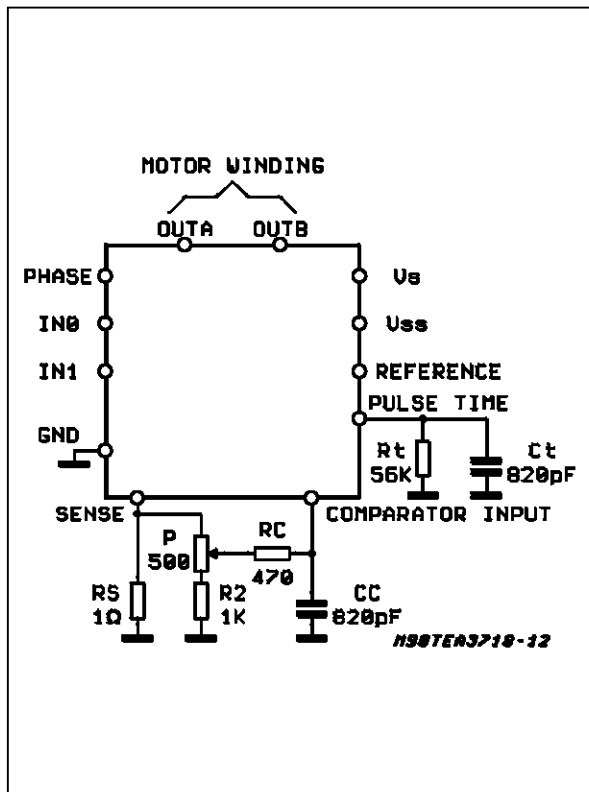 MOTOR WINDING
OUTA OUTB
PHASE Vs
IN0 Vss
IN1 REFERENCE
PULSE TIME
GND Rt Ct
56K 820pF
SENSE COMPARATOR INPUT
P RC
500 470
RS R2 CC
1Ω 1K 820pF
M98TEA3718-12